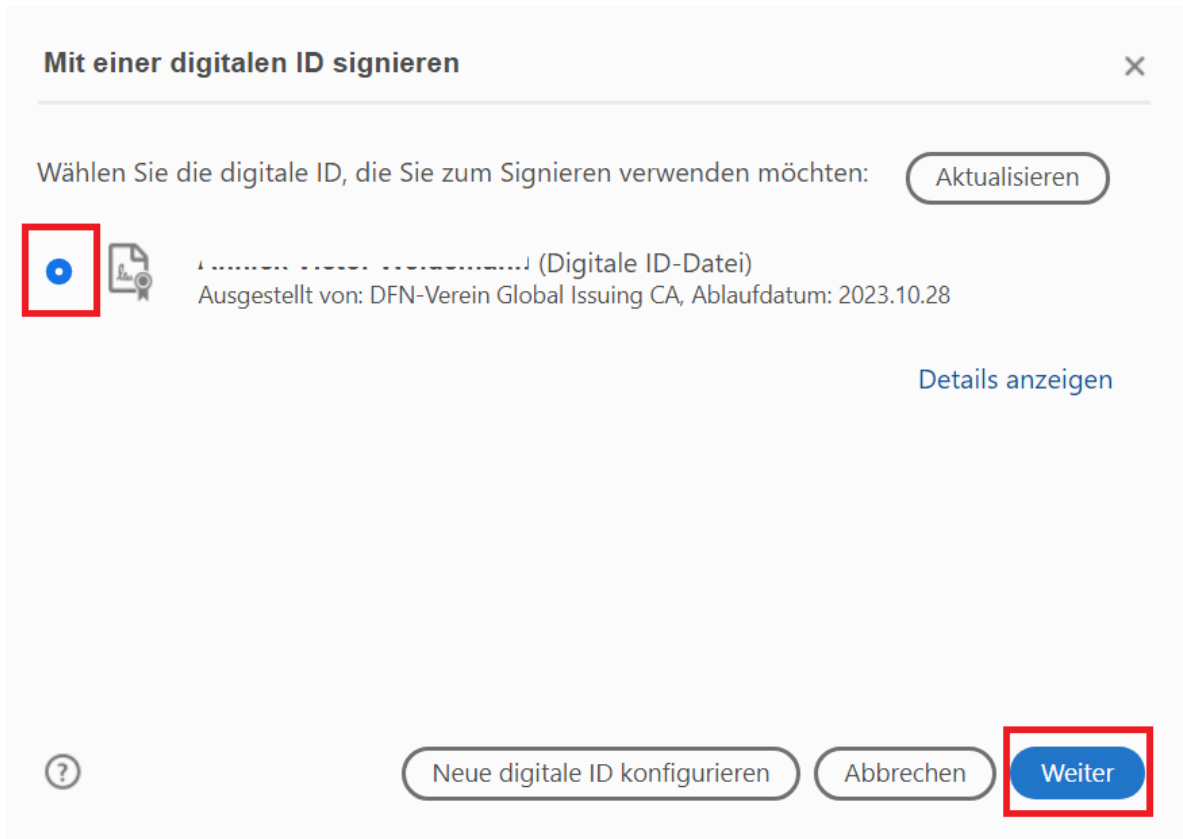 Mit einer digitalen ID signieren
Wählen Sie die digitale ID, die Sie zum Signieren verwenden möchten:
Aktualisieren
(Digitale ID-Datei)
Ausgestellt von: DFN-Verein Global Issuing CA, Ablaufdatum: 2023.10.28
Details anzeigen
Neue digitale ID konfigurieren
Abbrechen
Weiter